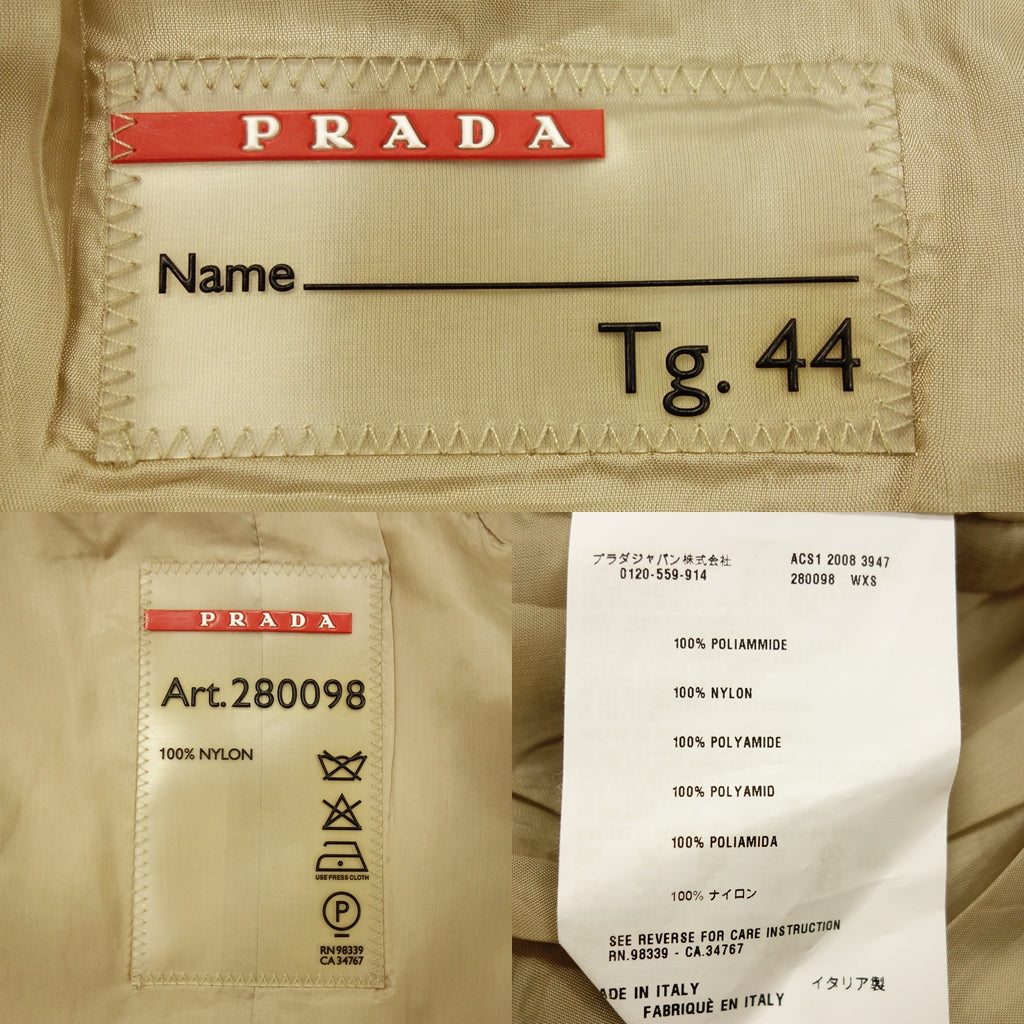 PRADA
Name
Tg. 44
PRADA
Art. 280098
100% NYLON
USE PRESS CLOTH
P
RN 98339
CA 34767
プラダジャパン株式会社
0120-559-914
ACS1 2008 3947
280098 WXS
100% POLIAMMIDE
100% NYLON
100% POLYAMIDE
100% POLYAMID
100% POLIAMIDA
100% ナイロン
SEE REVERSE FOR CARE INSTRUCTION
RN.98339 - CA.34767
ADE IN ITALY
FABRIQUÈ EN ITALY
イタリア製